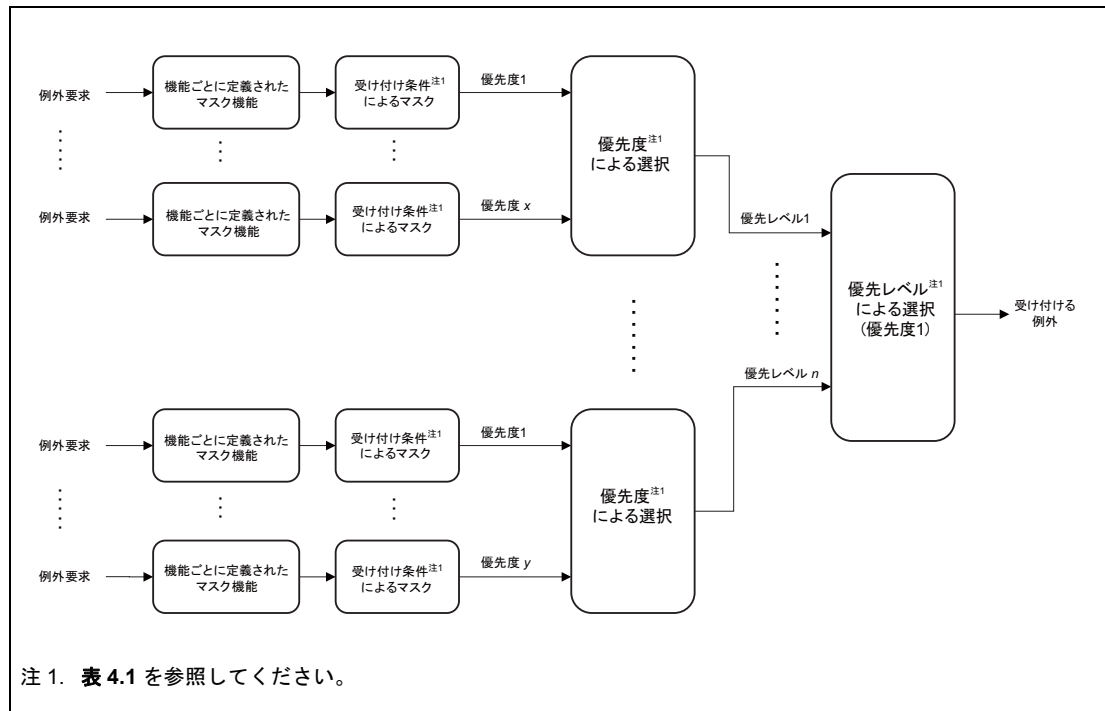 例外要求
機能ごとに定義された
マスク機能
受け付け条件注1
によるマスク
優先度1
例外要求
機能ごとに定義された
マスク機能
受け付け条件注1
によるマスク
優先度 x
優先度注1
による選択
優先レベル1
例外要求
機能ごとに定義された
マスク機能
受け付け条件注1
によるマスク
優先度1
例外要求
機能ごとに定義された
マスク機能
受け付け条件注1
によるマスク
優先度 y
優先度注1
による選択
優先レベル n
優先レベル注1
による選択
(優先度1)
受け付ける
例外
注 1. 表 4.1 を参照してください。